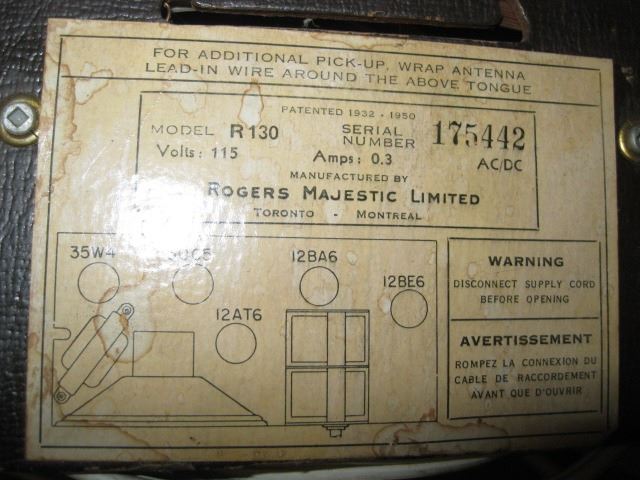 FOR ADDITIONAL PICK-UP, WRAP ANTENNA
LEAD-IN WIRE AROUND THE ABOVE TONGUE
PATENTED 1932 - 1950
MODEL R130 SERIAL NUMBER 175442
Volts: 115 Amps: 0.3 AC/DC
MANUFACTURED BY
ROGERS MAJESTIC LIMITED
TORONTO - MONTREAL
35W4
12BA6
12BE6
12AT6
WARNING
DISCONNECT SUPPLY CORD
BEFORE OPENING
AVERTISSEMENT
ROMPEZ LA CONNEXION DU
CABLE DE RACCORDEMENT
AVANT QUE D'OUVRIR